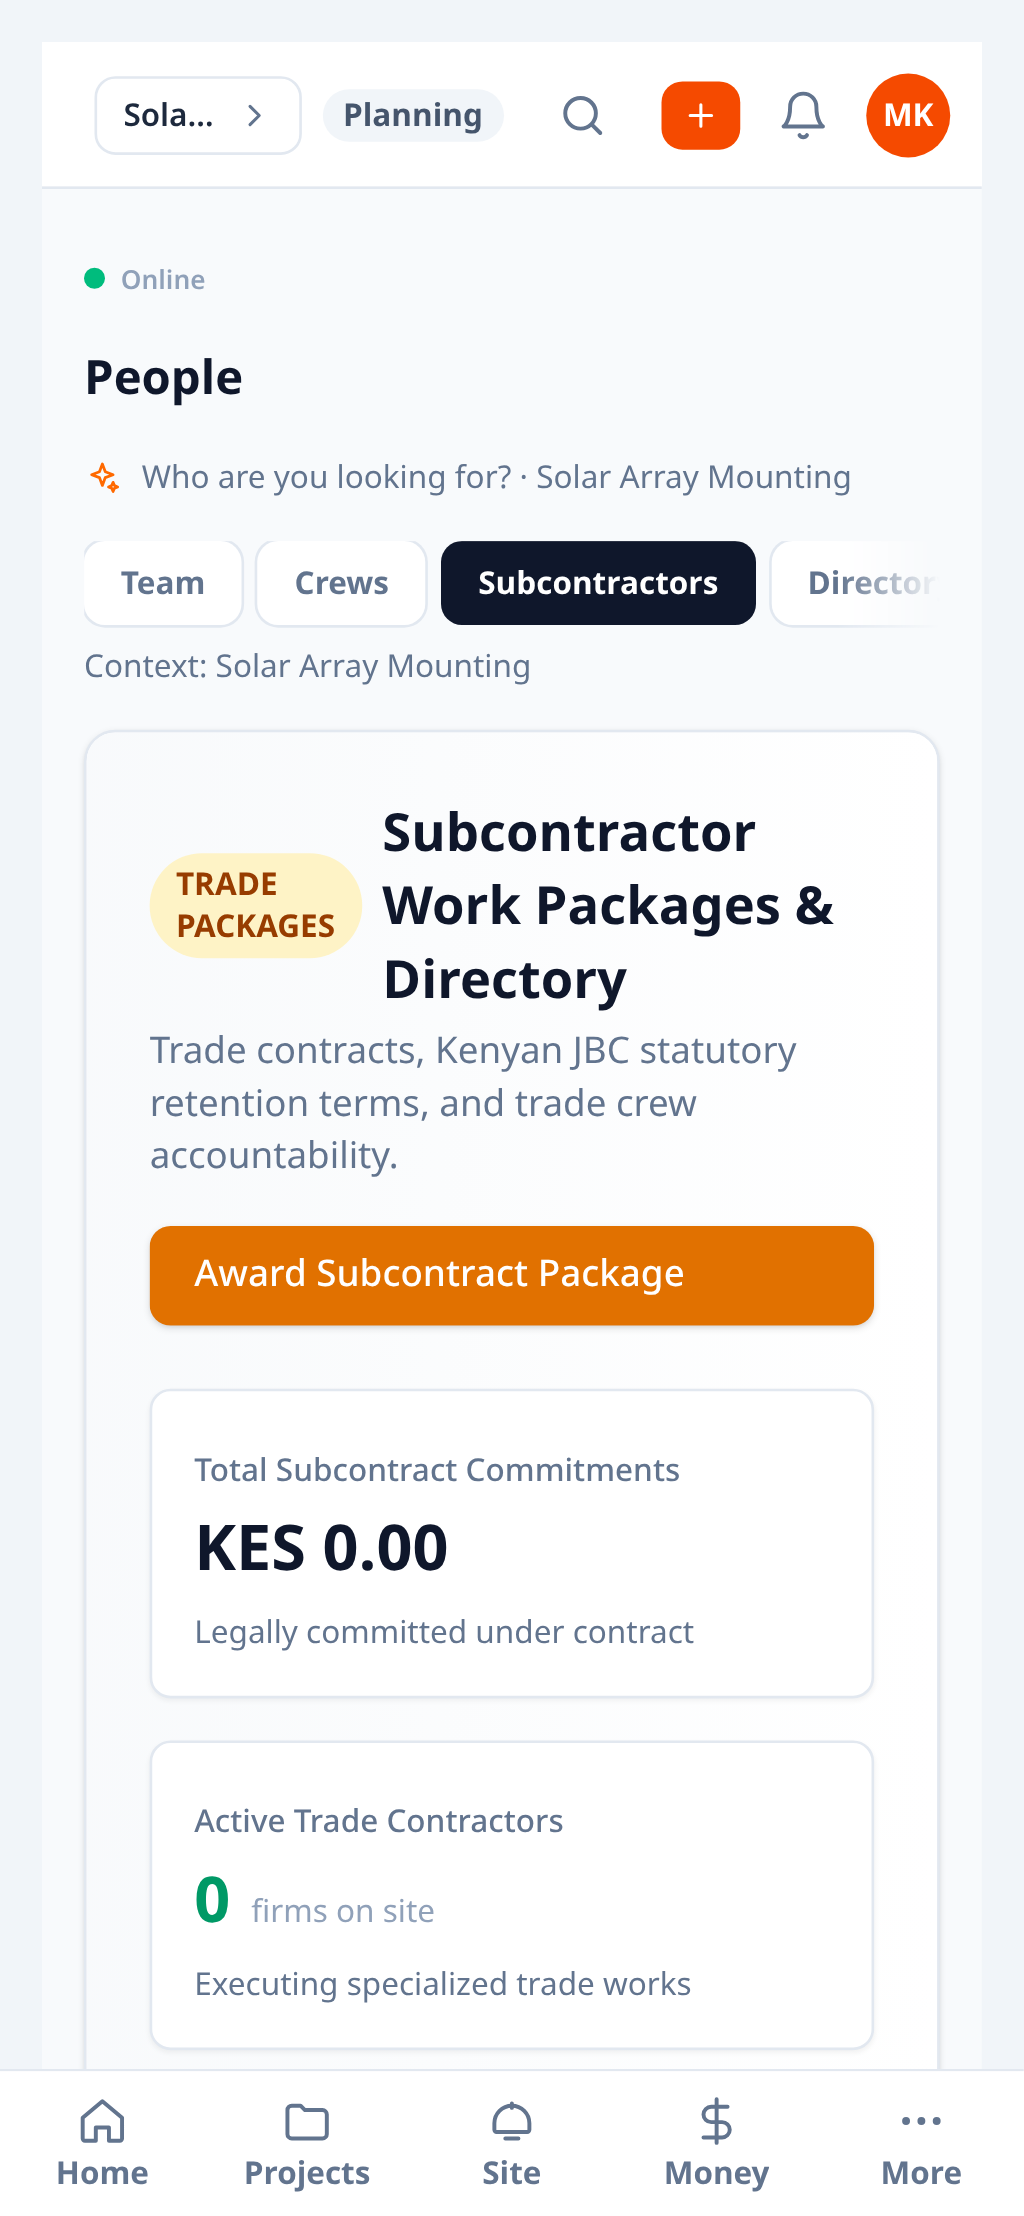 Sola...
Planning
MK
Online
People
Who are you looking for? · Solar Array Mounting
Team
Crews
Subcontractors
Director
Context: Solar Array Mounting
TRADE
PACKAGES
Subcontractor
Work Packages &
Directory
Trade contracts, Kenyan JBC statutory
retention terms, and trade crew
accountability.
Award Subcontract Package
Total Subcontract Commitments
KES 0.00
Legally committed under contract
Active Trade Contractors
0 firms on site
Executing specialized trade works
Home
Projects
Site
Money
More